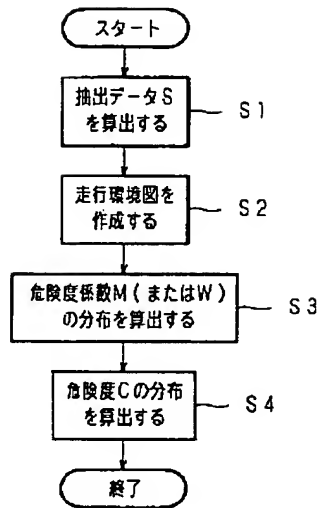 スタート
抽出データS
を算出する
S1
走行環境図を
作成する
S2
危険度係数M(またはW)
の分布を算出する
S3
危険度Cの分布
を算出する
S4
終了